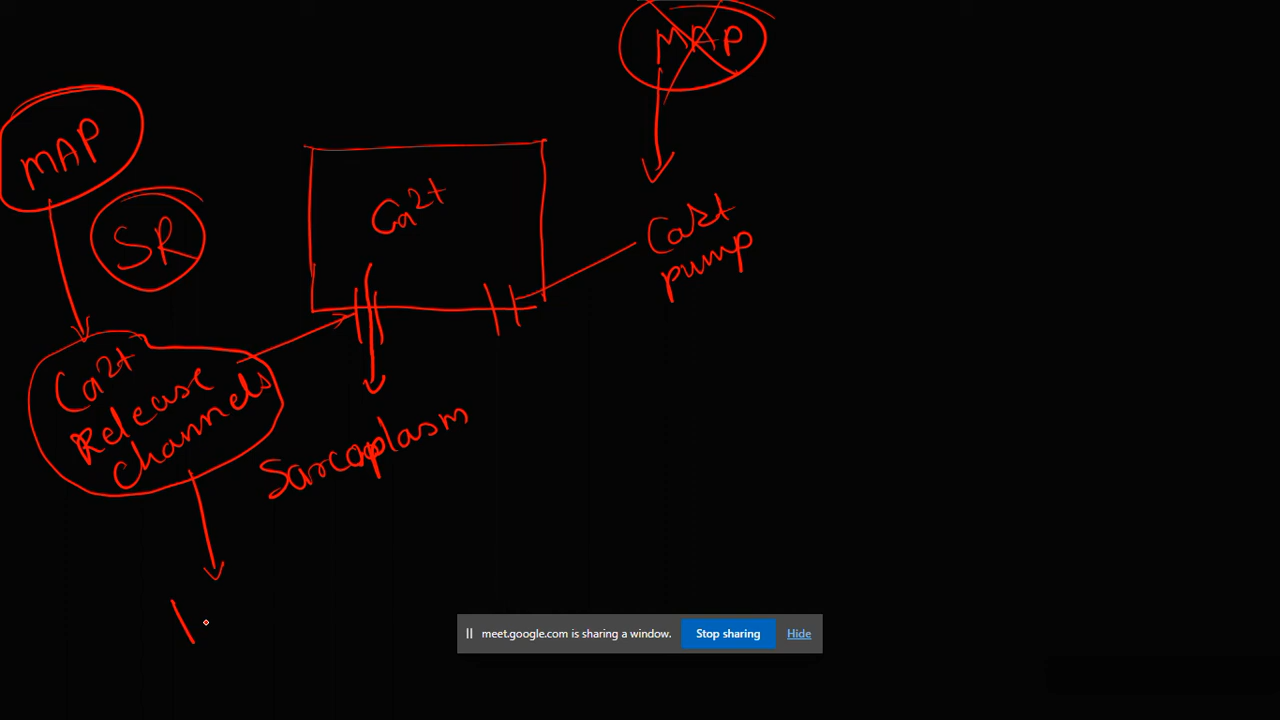 MAP
MAP
SR
Ca2+
Ca2+
pump
Ca2+
Release
Channels
Sarcoplasm
meet.google.com is sharing a window.
Stop sharing
Hide